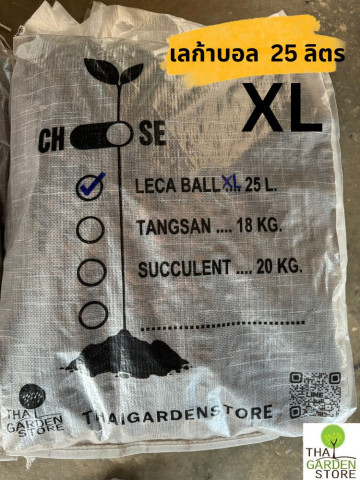 เลก้าบอล 25 ลิตร
XL
CH SE
LECA BALL XL 25 L.
TANGSAN .... 18 KG.
SUCCULENT .... 20 KG.
THAI GARDEN STORE
THAIGARDENSTORE
LINE
THAI
GARDEN
STORE